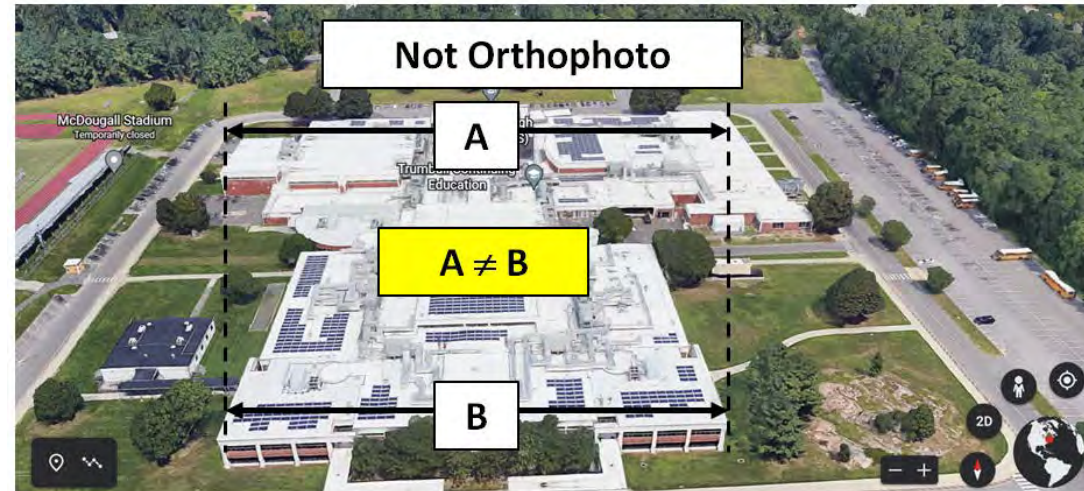 Not Orthophoto
McDougall Stadium
Temporarily closed
A
Trumbull Continuing
Education
A ≠ B
B
2D